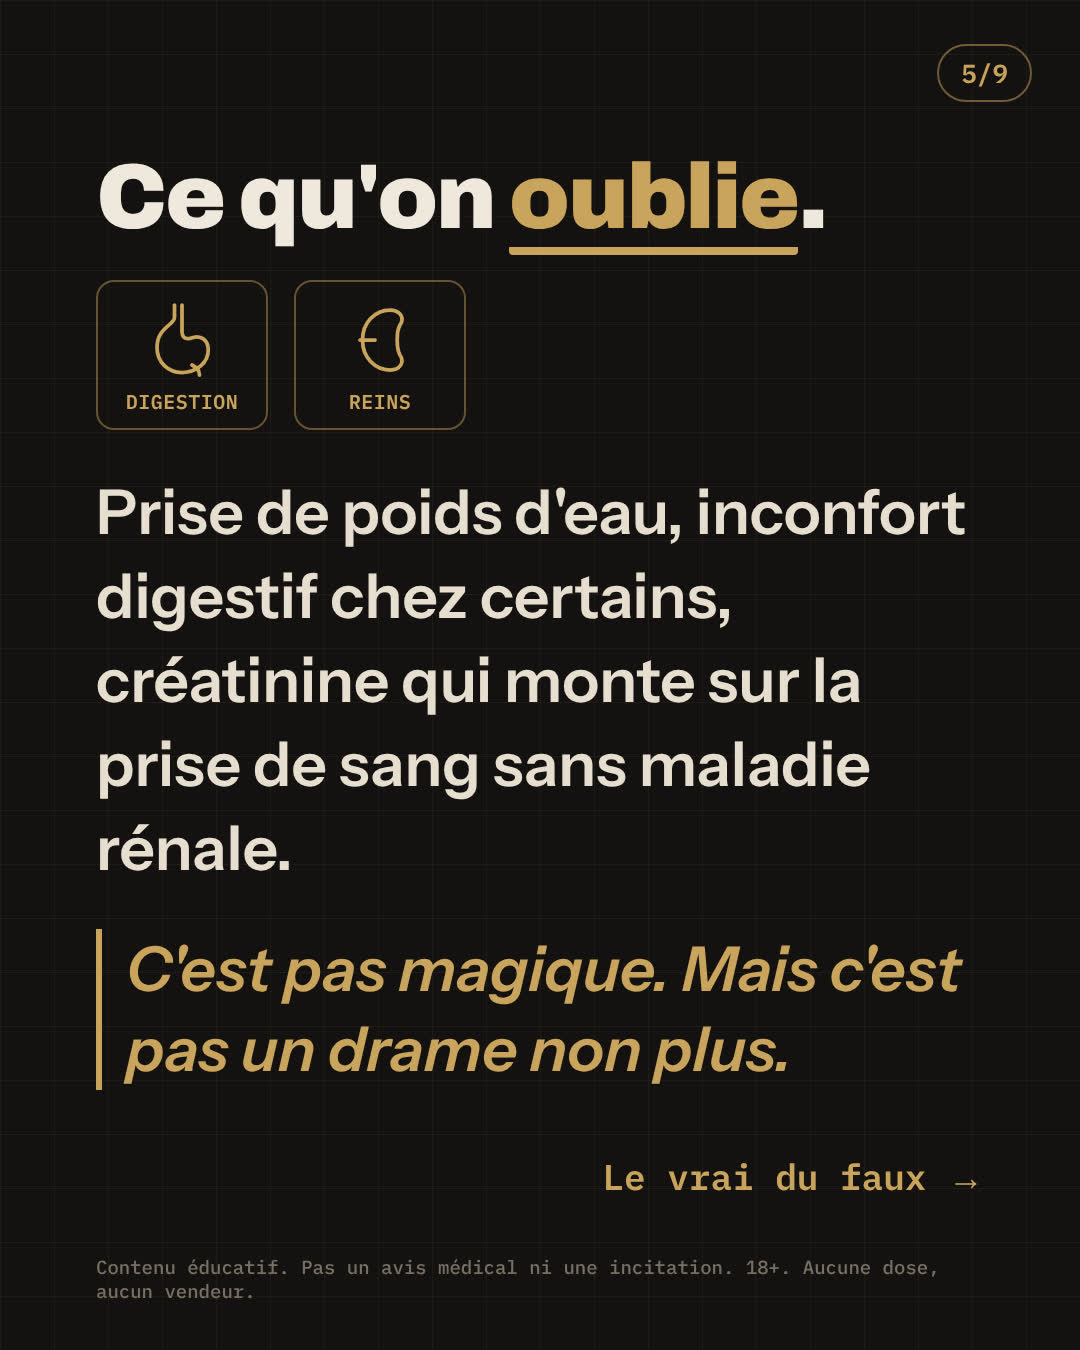 5/9
Ce qu'on oublie.
DIGESTION
REINS
Prise de poids d'eau, inconfort
digestif chez certains,
créatinine qui monte sur la
prise de sang sans maladie
rénale.
C'est pas magique. Mais c'est
pas un drame non plus.
Le vrai du faux →
Contenu éducatif. Pas un avis médical ni une incitation. 18+. Aucune dose,
aucun vendeur.